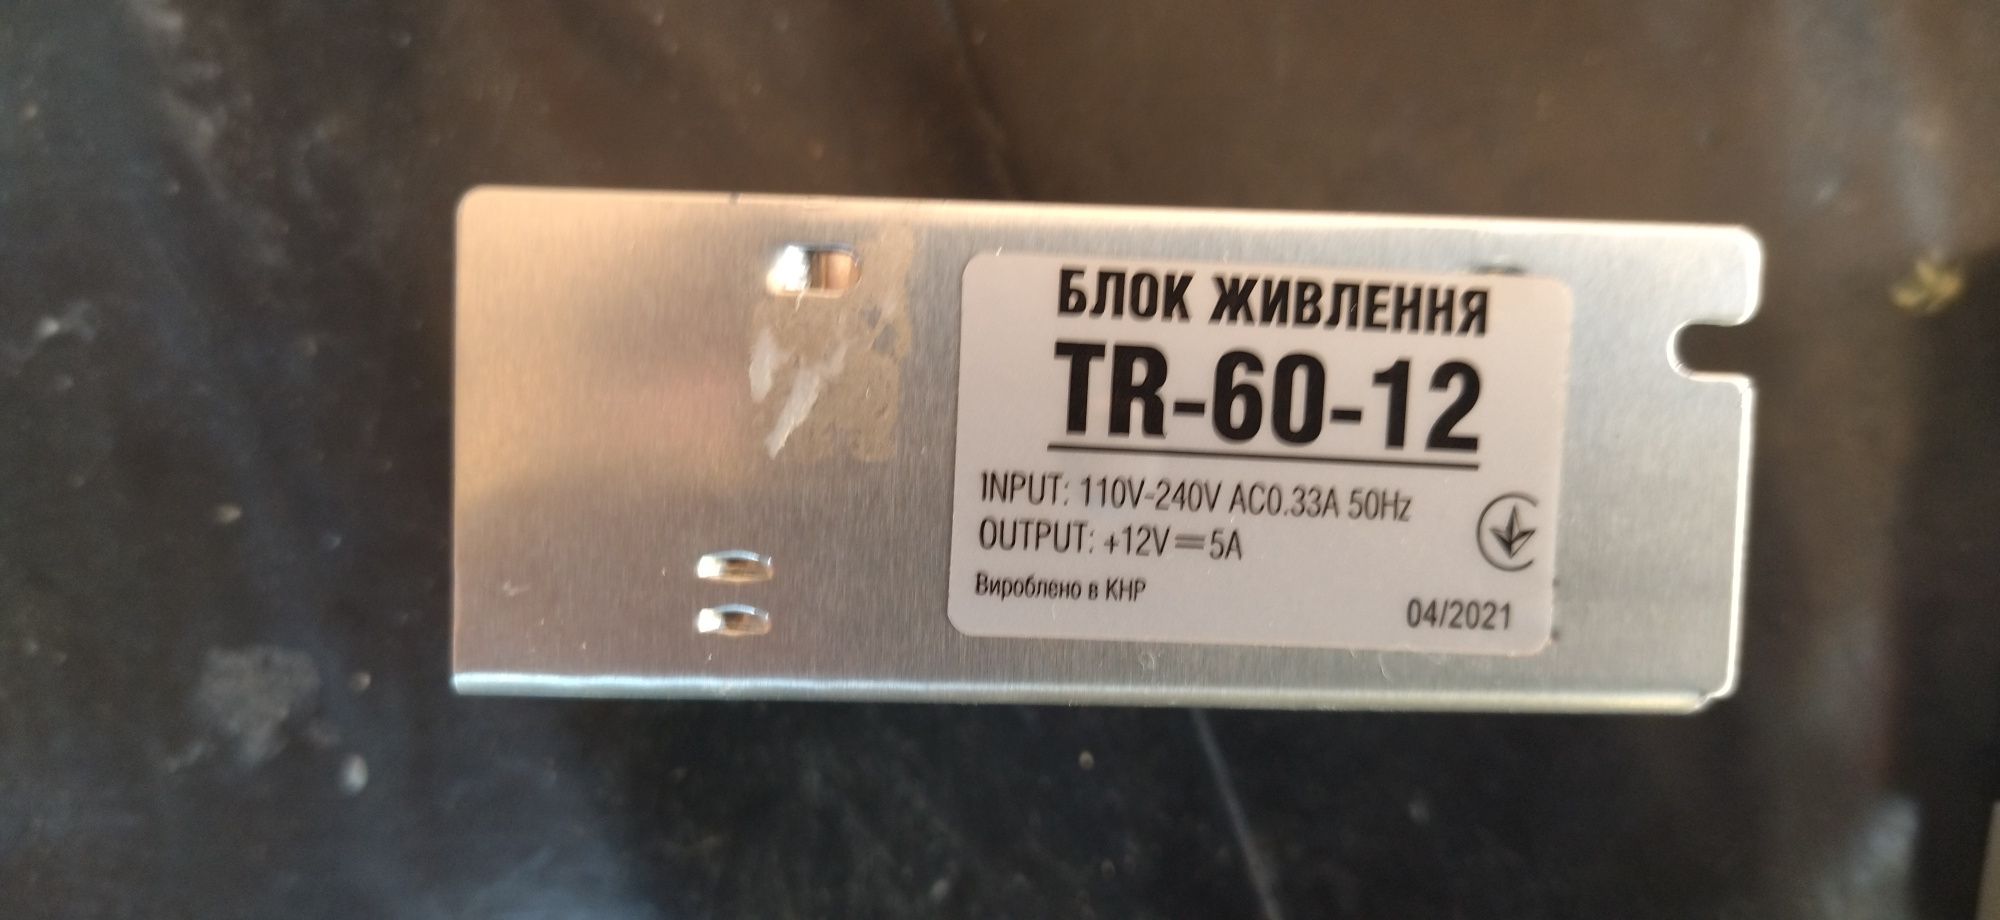 БЛОК ЖИВЛЕННЯ
TR-60-12
INPUT: 110V-240V AC0.33A 50Hz
OUTPUT: +12V⎓5A
Вироблено в КНР
04/2021